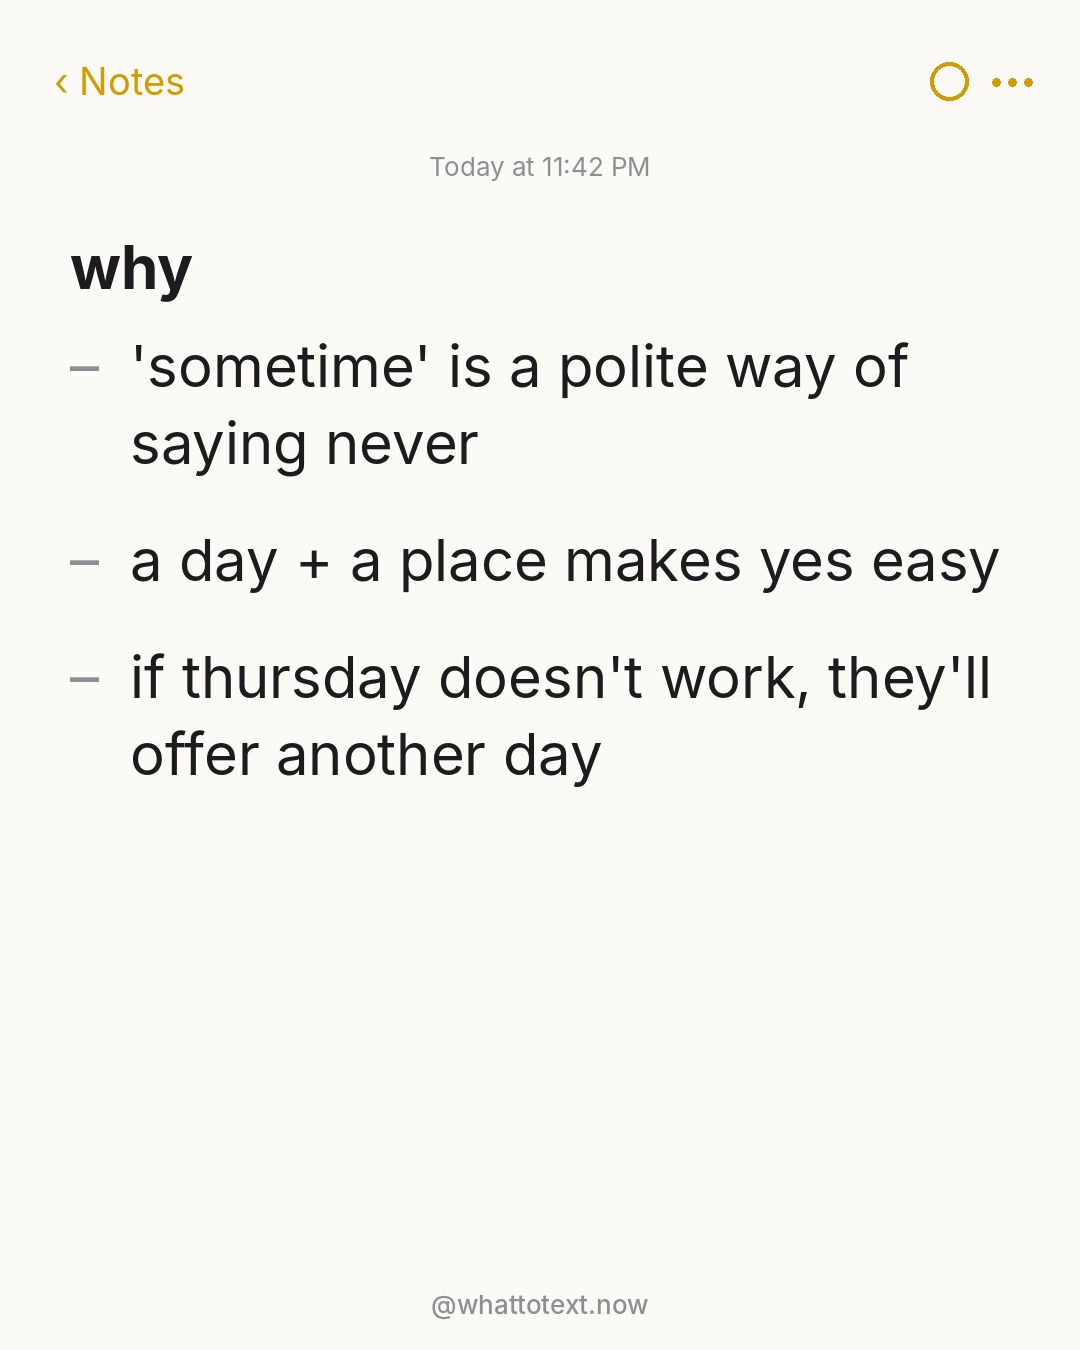 ‹ Notes
Today at 11:42 PM
why
– 'sometime' is a polite way of
saying never
– a day + a place makes yes easy
– if thursday doesn't work, they'll
offer another day
@whattotext.now